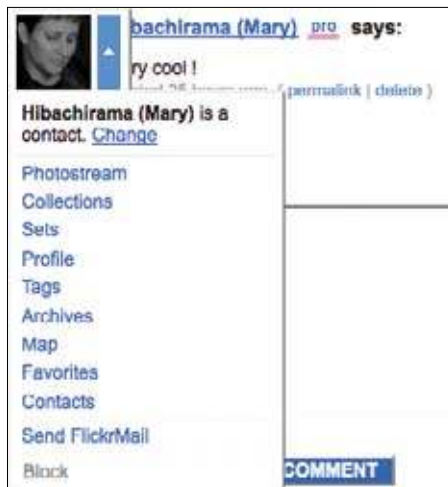 bachirama (Mary) pro says:
ry cool !
( permalink | delete )
Hibachirama (Mary) is a
contact. Change
Photostream
Collections
Sets
Profile
Tags
Archives
Map
Favorites
Contacts
Send FlickrMail
Block
COMMENT